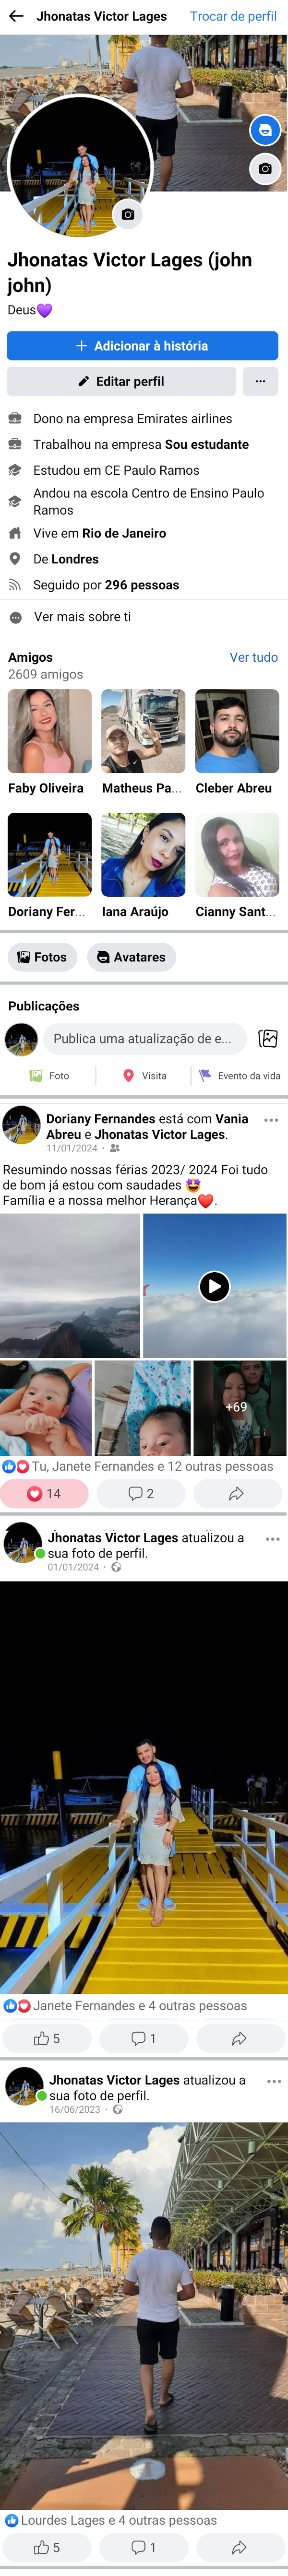 Jhonatas Victor Lages Trocar de perfil
Jhonatas Victor Lages (john
john)
Deus💜
Adicionar à história
Editar perfil
Dono na empresa Emirates airlines
Trabalhou na empresa Sou estudante
Estudou em CE Paulo Ramos
Andou na escola Centro de Ensino Paulo
Ramos
Vive em Rio de Janeiro
De Londres
Seguido por 296 pessoas
Ver mais sobre ti
Amigos Ver tudo
2609 amigos
Faby Oliveira Matheus Pa... Cleber Abreu
Doriany Fer... Iana Araújo Cianny Sant...
Fotos Avatares
Publicações
Publica uma atualização de e...
Foto Visita Evento da vida
Doriany Fernandes está com Vania
Abreu e Jhonatas Victor Lages.
11/01/2024
Resumindo nossas férias 2023/ 2024 Foi tudo
de bom já estou com saudades 🤩
Família e a nossa melhor Herança❤️.
+69
Tu, Janete Fernandes e 12 outras pessoas
14 2
Jhonatas Victor Lages atualizou a
sua foto de perfil.
01/01/2024
Janete Fernandes e 4 outras pessoas
5 1
Jhonatas Victor Lages atualizou a
sua foto de perfil.
16/06/2023
Lourdes Lages e 4 outras pessoas
5 1